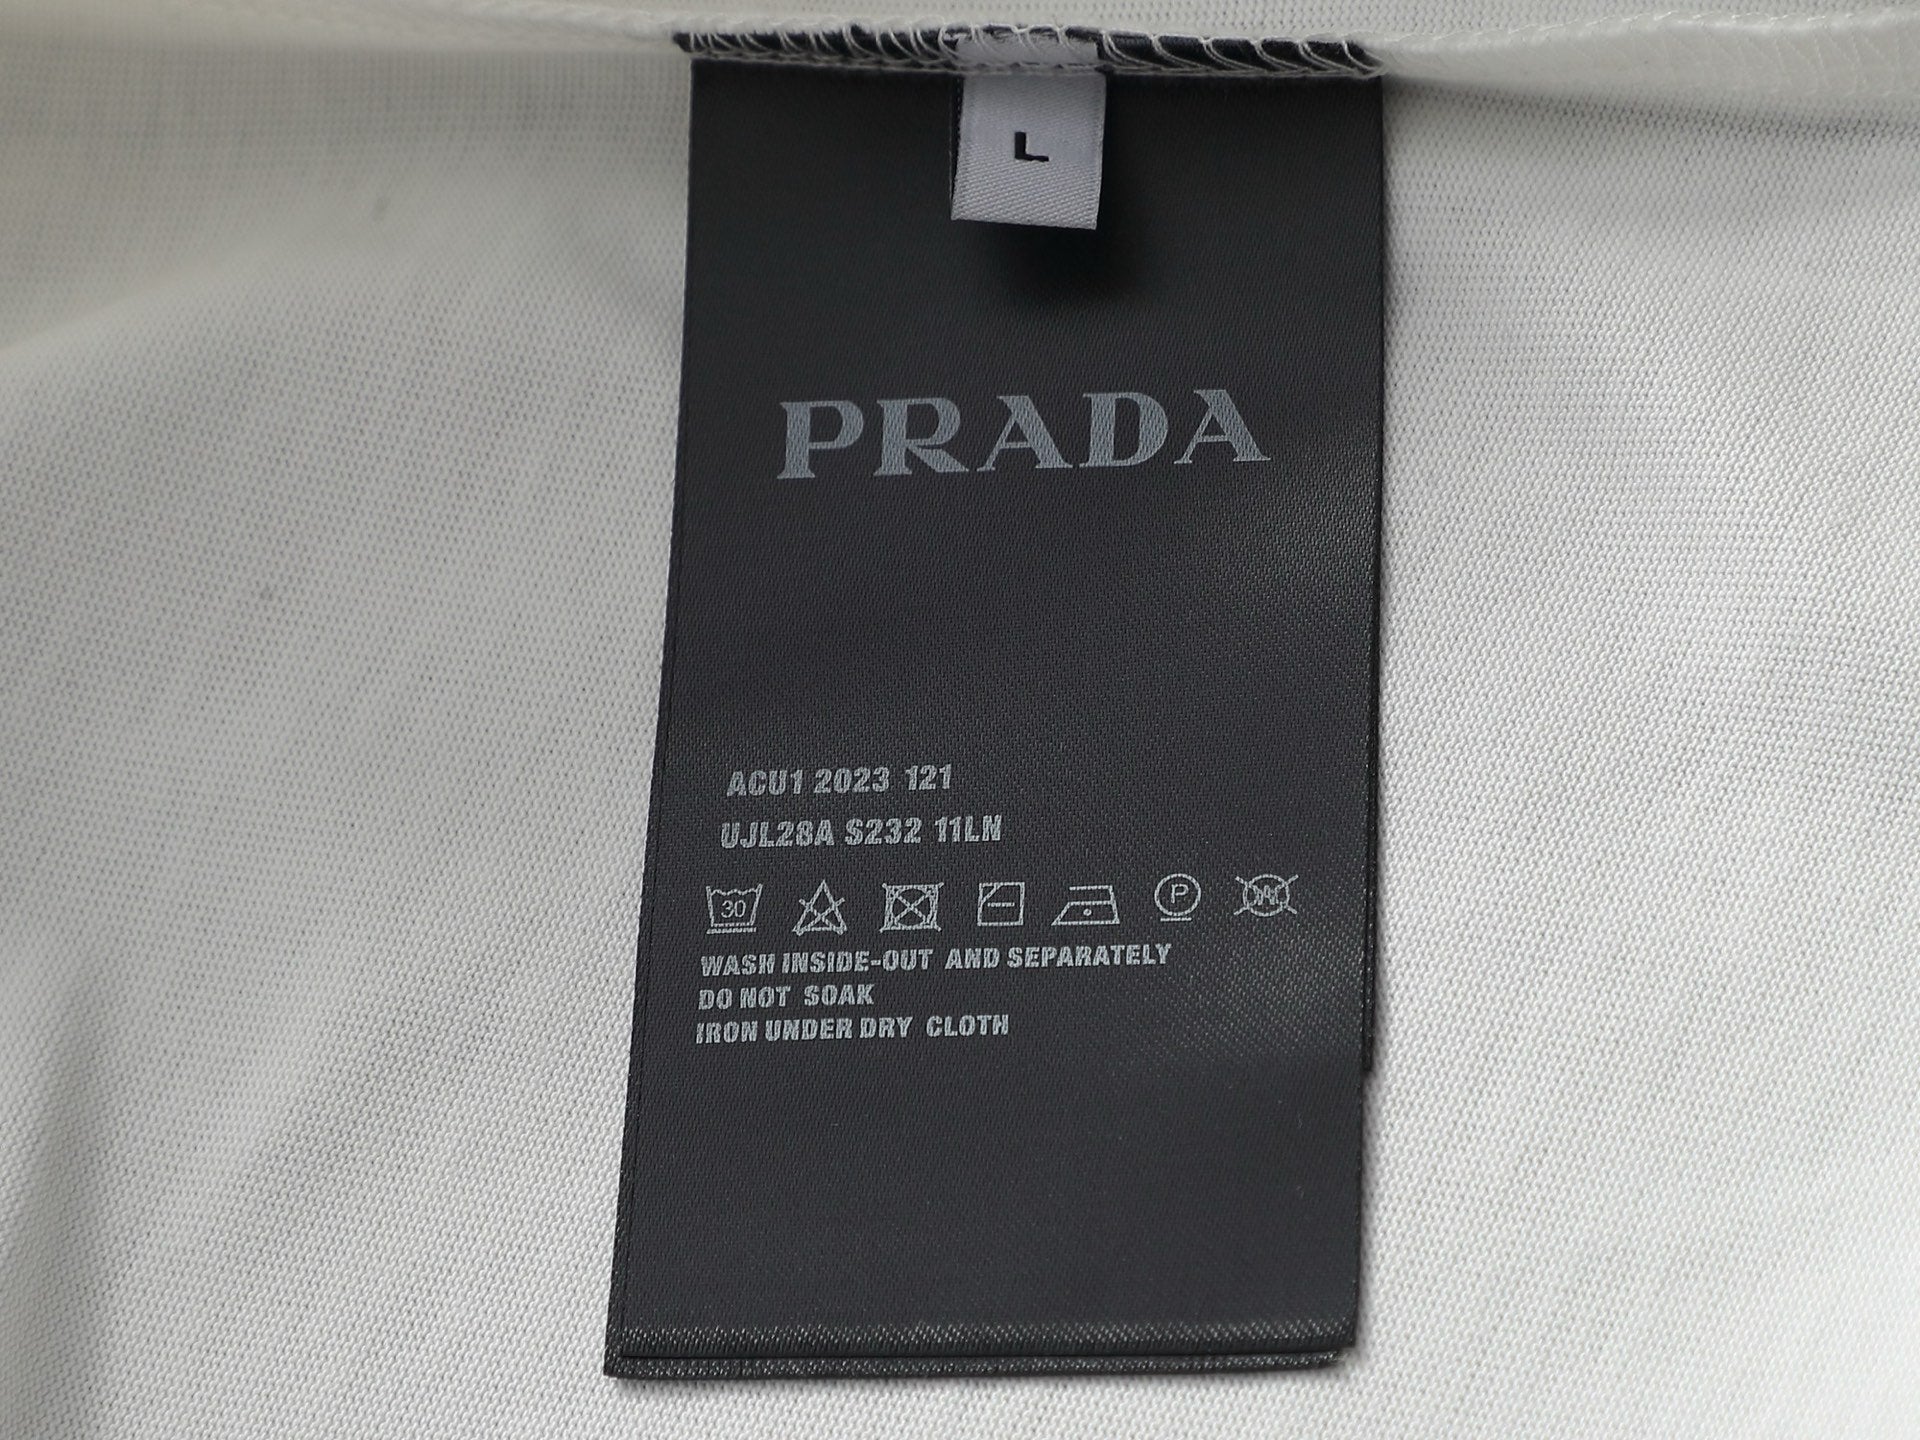 L
PRADA
ACU1 2023 121
UJL28A S232 11LN
30 P W
WASH INSIDE-OUT AND SEPARATELY
DO NOT SOAK
IRON UNDER DRY CLOTH